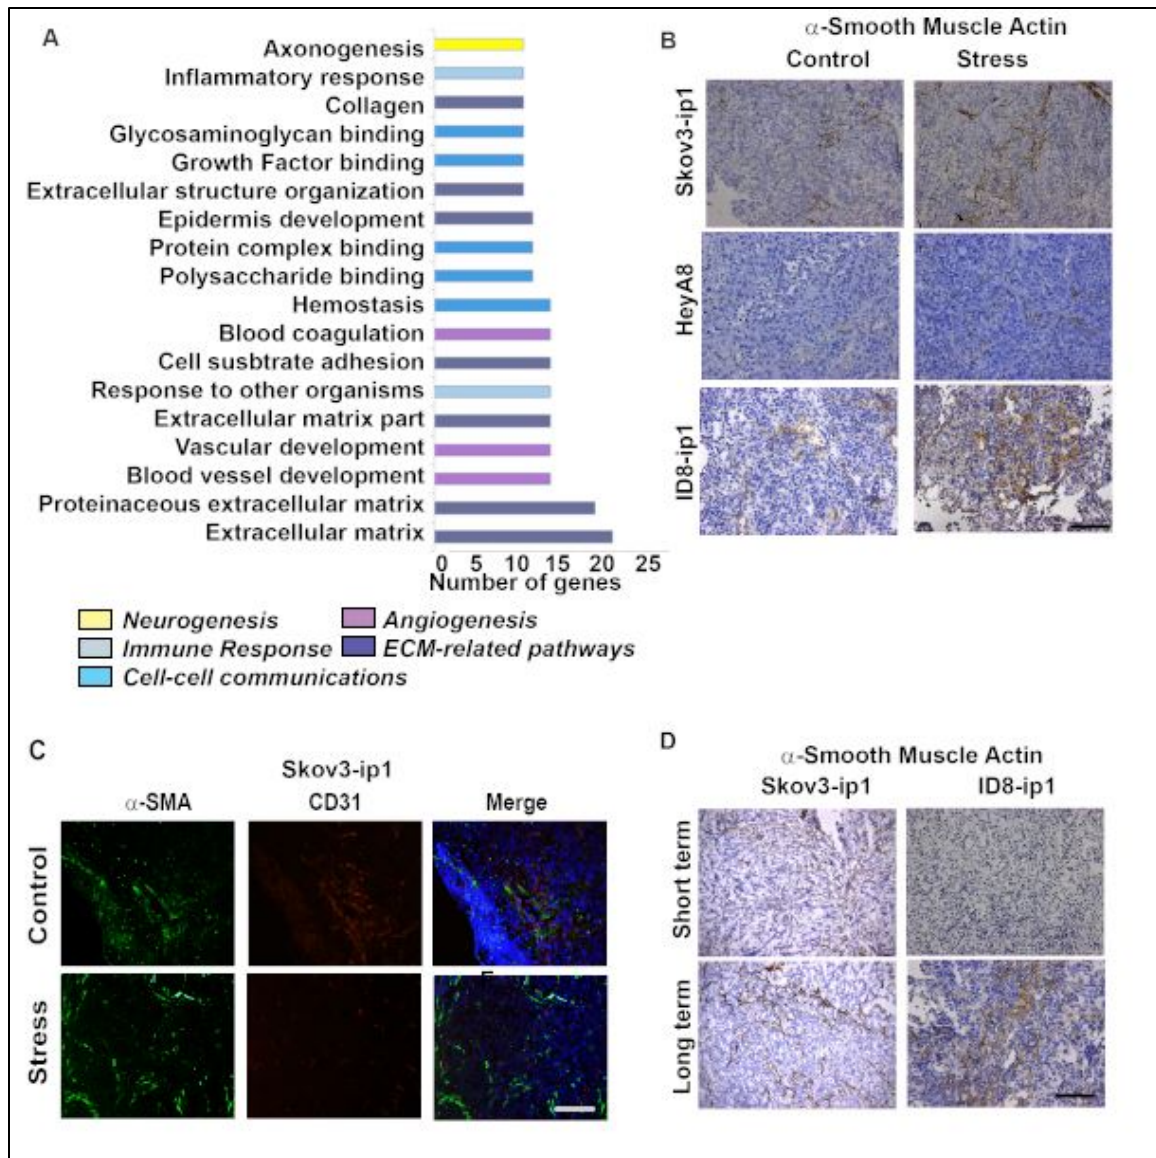 A
Axonogenesis
Inflammatory response
Collagen
Glycosaminoglycan binding
Growth Factor binding
Extracellular structure organization
Epidermis development
Protein complex binding
Polysaccharide binding
Hemostasis
Blood coagulation
Cell susbtrate adhesion
Response to other organisms
Extracellular matrix part
Vascular development
Blood vessel development
Proteinaceous extracellular matrix
Extracellular matrix
0 5 10 15 20 25
Number of genes
Neurogenesis
Angiogenesis
Immune Response
ECM-related pathways
Cell-cell communications
B
α-Smooth Muscle Actin
Control Stress
Skov3-ip1
HeyA8
ID8-ip1
C
Skov3-ip1
α-SMA CD31 Merge
Control
Stress
D
α-Smooth Muscle Actin
Skov3-ip1 ID8-ip1
Short term
Long term